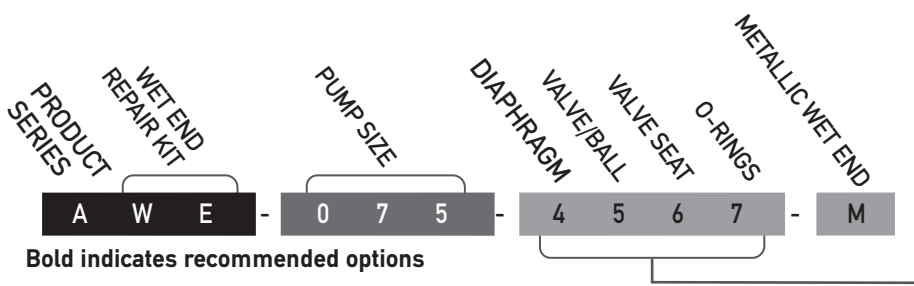 PRODUCT
SERIES
WET END
REPAIR KIT
PUMP SIZE
DIAPHRAGM
VALVE/BALL
VALVE SEAT
O-RINGS
METALLIC WET END
A W E - 0 7 5 - 4 5 6 7 - M
Bold indicates recommended options